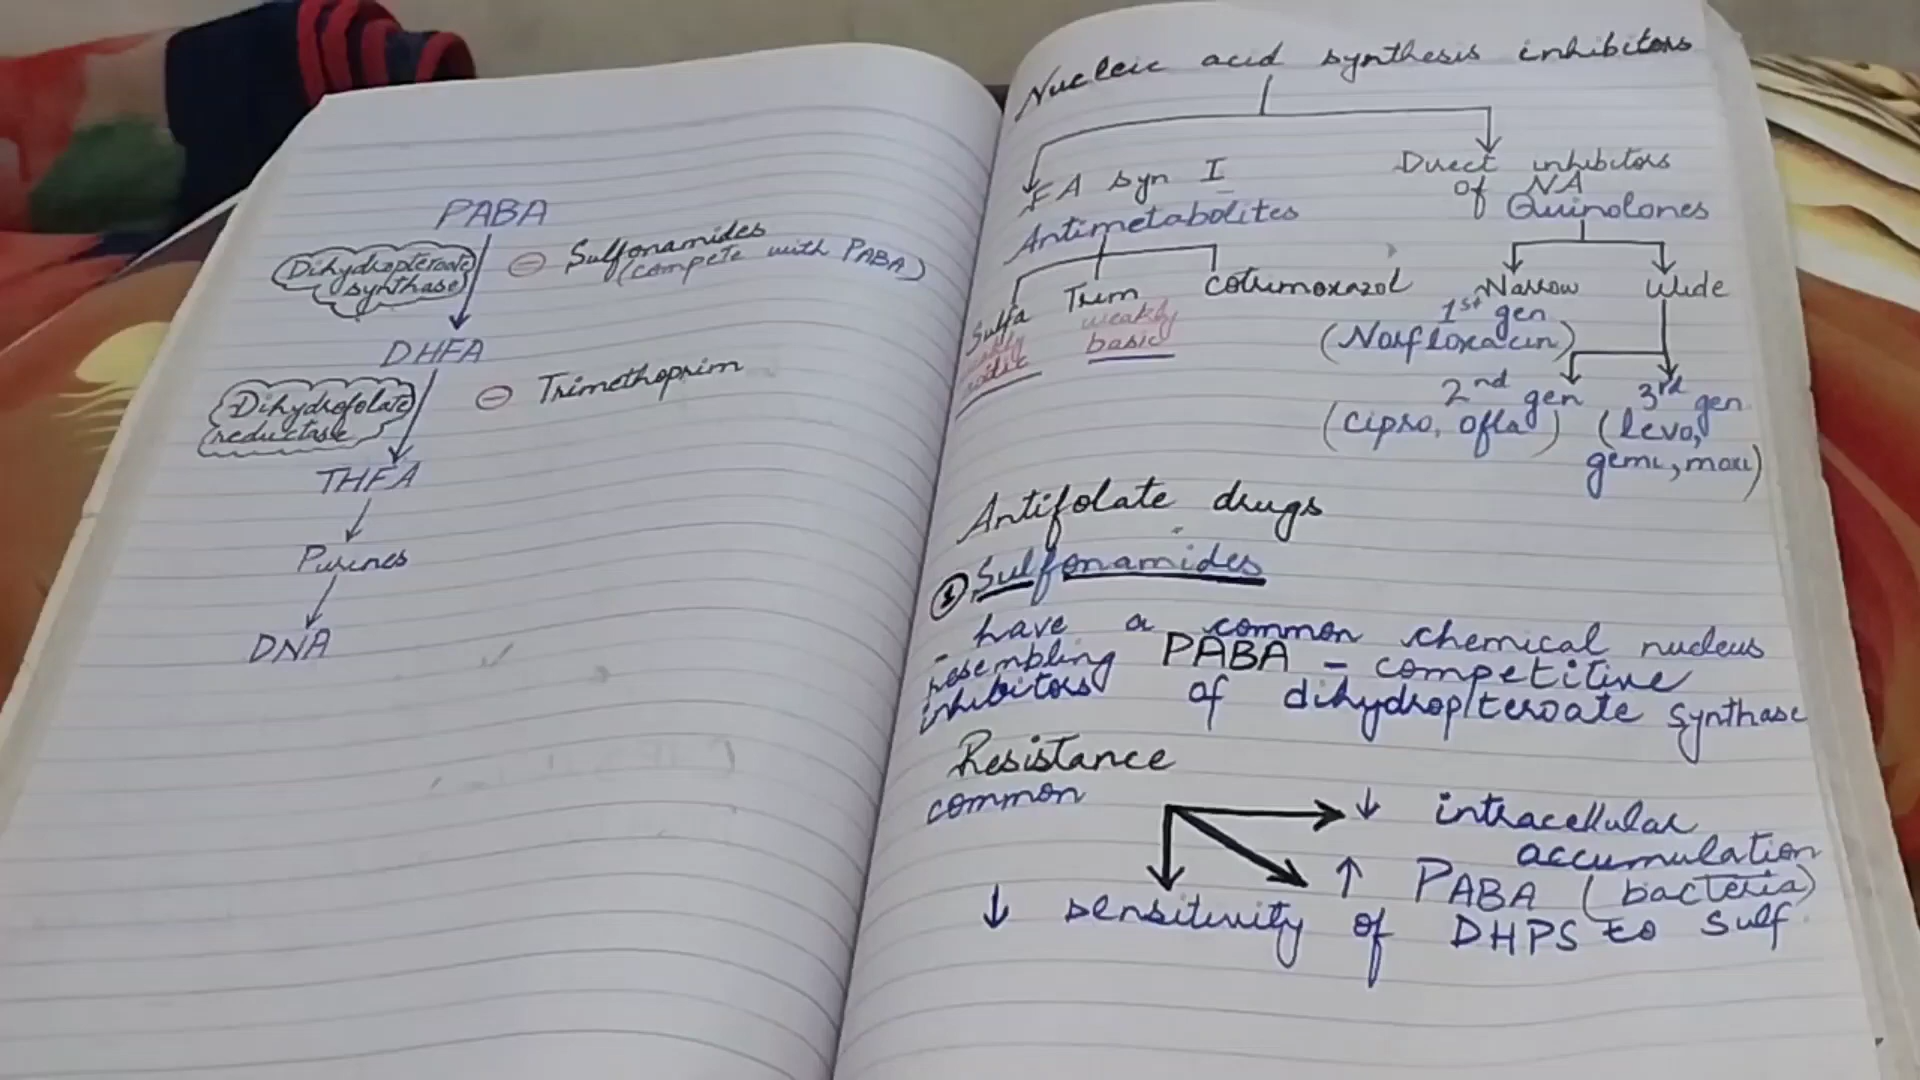 PABA
Dihydropteroate
synthase
⊖ Sulfonamides
(compete with PABA)
DHFA
Dihydrofolate
reductase
⊖ Trimethoprim
THFA
Purines
DNA
Nucleic acid synthesis inhibitors
FA syn I
Antimetabolites
Direct inhibitors
of NA
Quinolones
Sulfa
acidic
Trim
weakly
basic
cotrimoxazol
Narrow
1st gen
(Norfloxacin)
Wide
2nd gen
(cipro, ofla)
3rd gen
(levo,
gemi, moxi)
Antifolate drugs
① Sulfonamides
- have a common chemical nucleus
resembling PABA - competitive
inhibitors of dihydropteroate synthase
Resistance
common
↓ intracellular
accumulation
↑ PABA (bacteria)
↓ sensitivity of DHPS to sulf